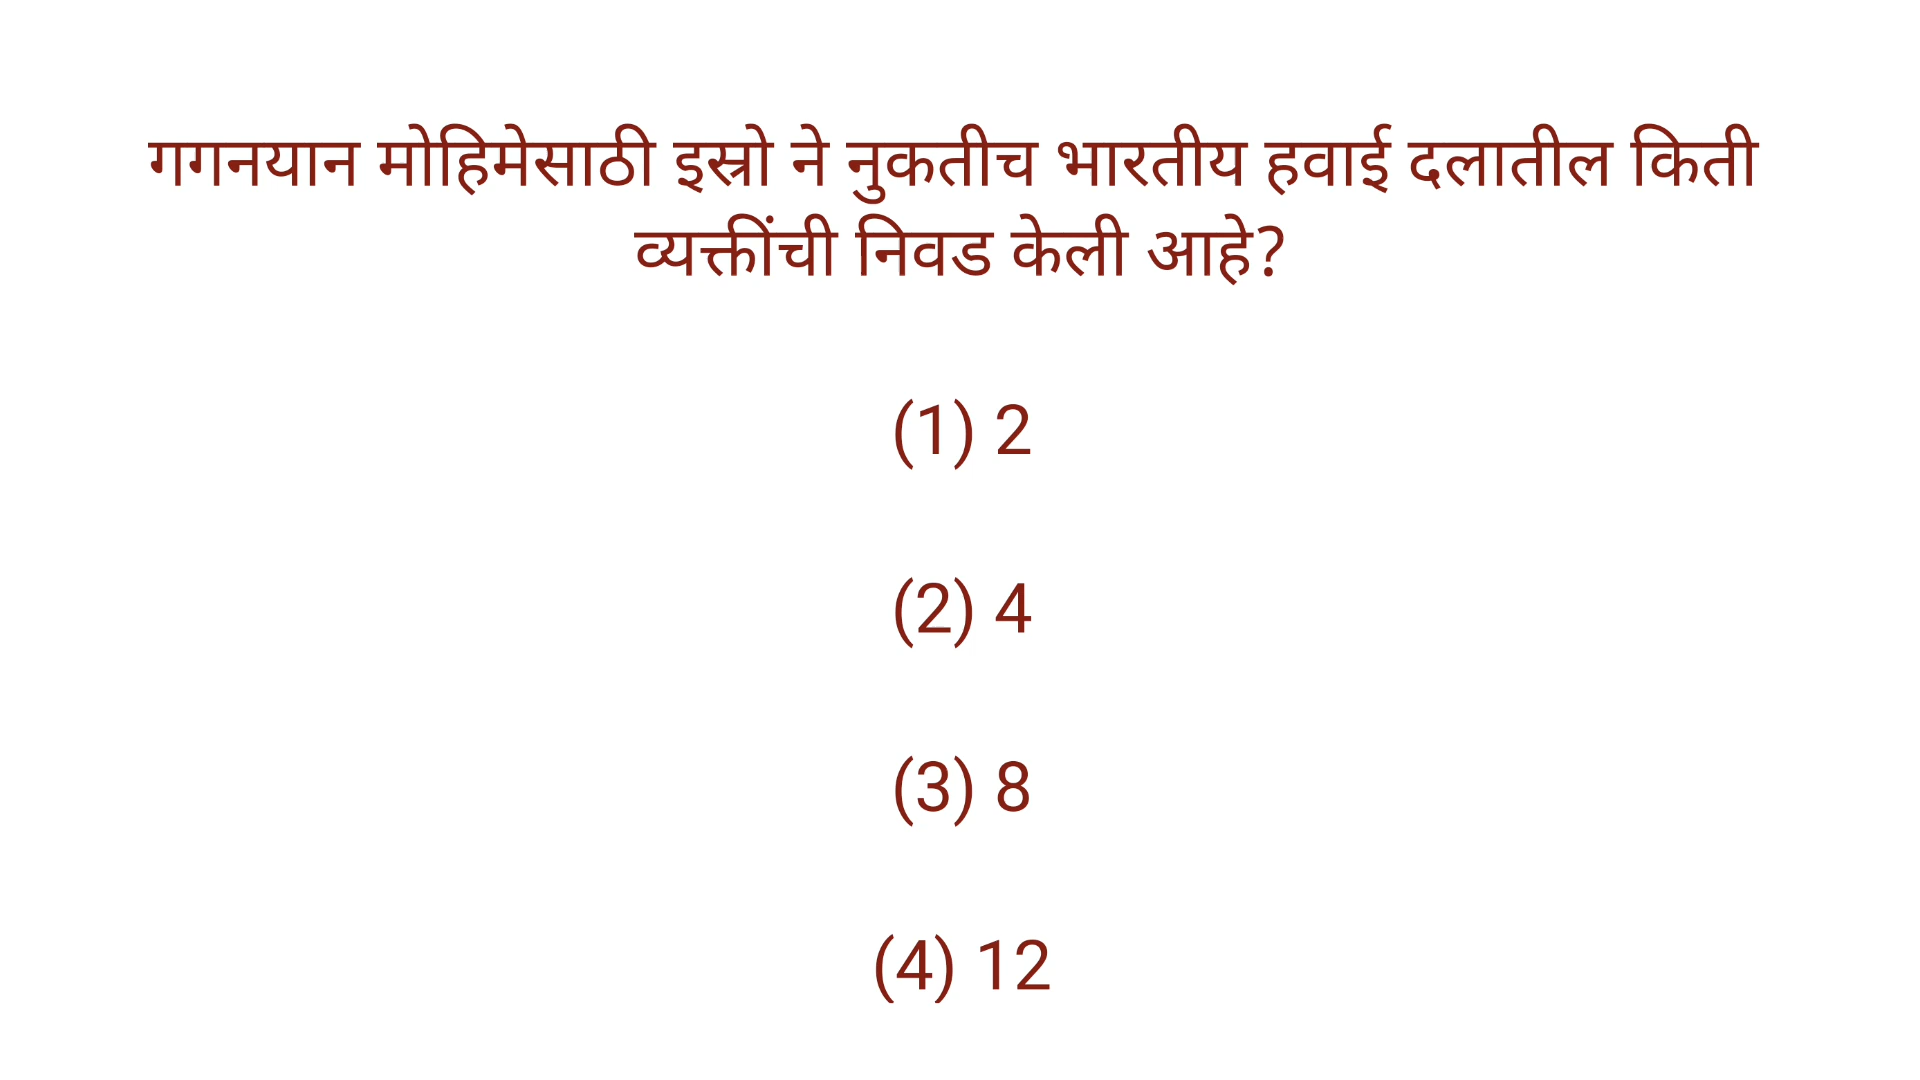 गगनयान मोहिमेसाठी इस्रो ने नुकतीच भारतीय हवाई दलातील किती
व्यक्तींची निवड केली आहे?
(1) 2
(2) 4
(3) 8
(4) 12